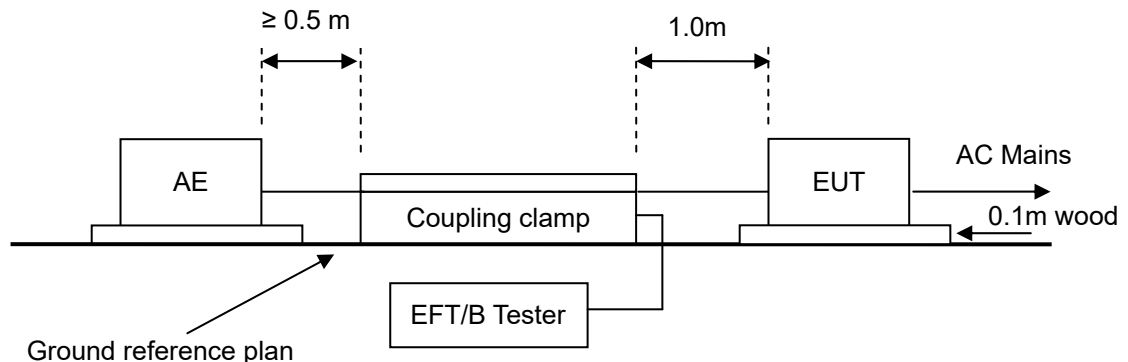 ≥ 0.5 m
1.0m
AE
EUT
AC Mains
Coupling clamp
0.1m wood
EFT/B Tester
Ground reference plan